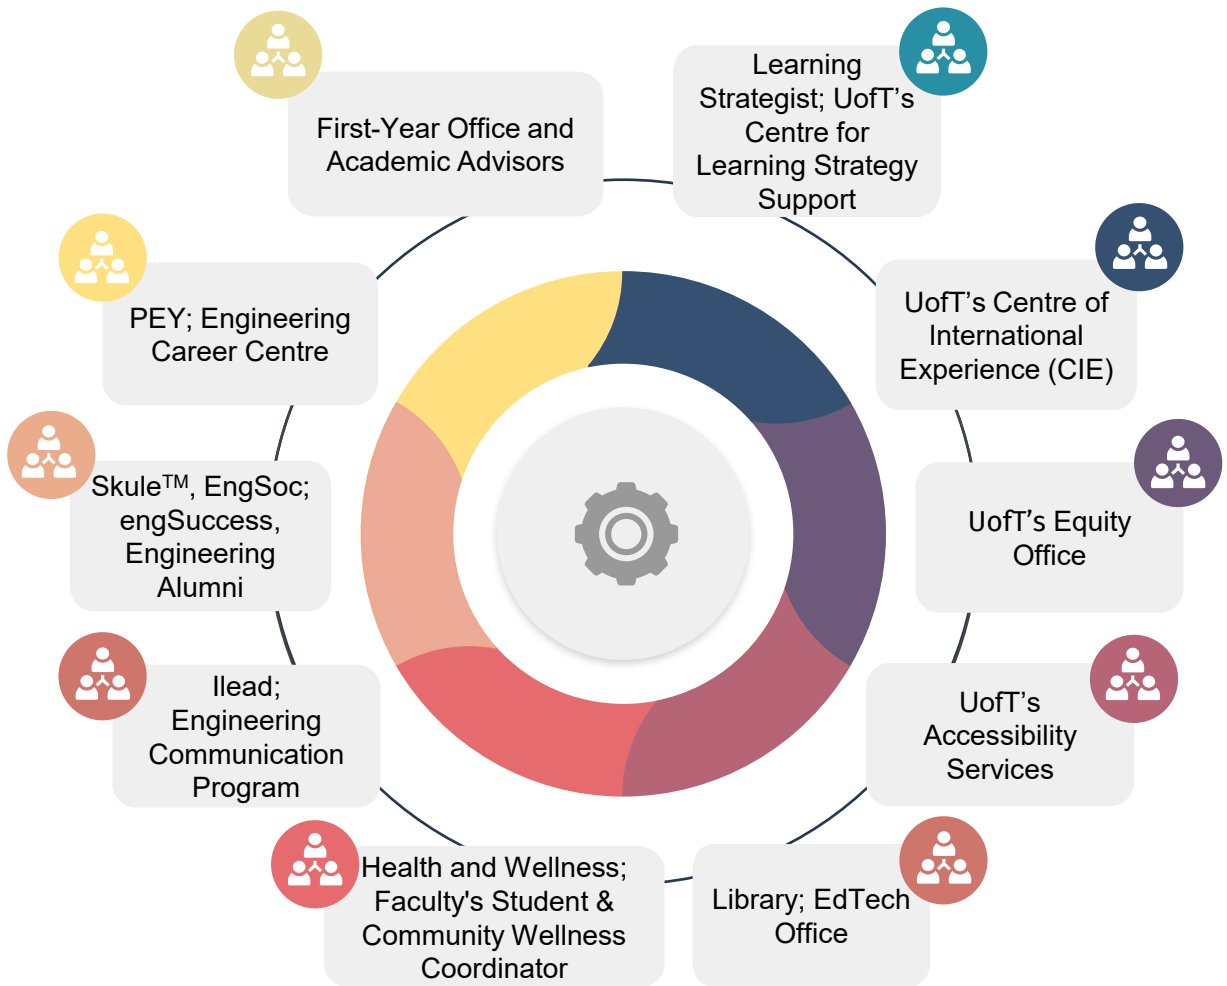 First-Year Office and
Academic Advisors
Learning
Strategist; UofT’s
Centre for
Learning Strategy
Support
PEY; Engineering
Career Centre
UofT’s Centre of
International
Experience (CIE)
Skule™, EngSoc;
engSuccess,
Engineering
Alumni
UofT’s Equity
Office
Ilead;
Engineering
Communication
Program
UofT’s
Accessibility
Services
Health and Wellness;
Faculty's Student &
Community Wellness
Coordinator
Library; EdTech
Office